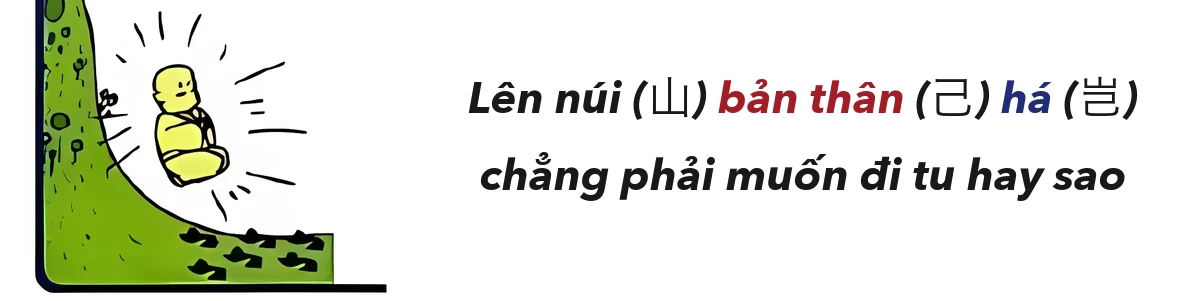 Lên núi (山) bản thân (己) há (岂)
chẳng phải muốn đi tu hay sao